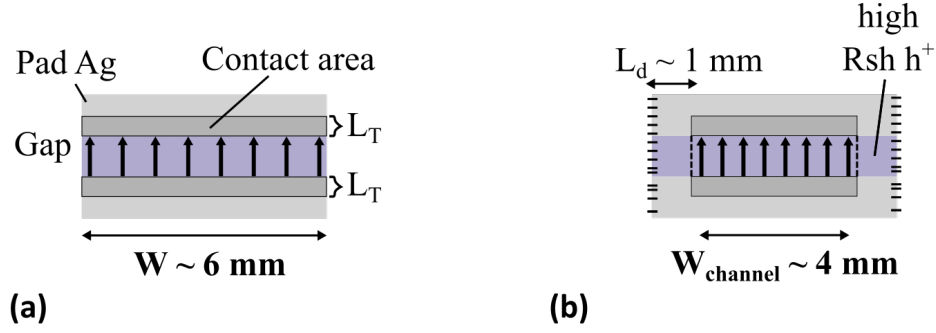 Pad Ag
Contact area
Gap
L_T
L_T
W ~ 6 mm
(a)
high
Rsh h⁺
L_d ~ 1 mm
W_channel ~ 4 mm
(b)